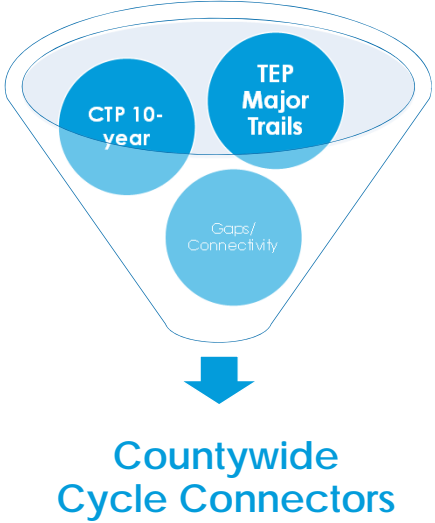 TEP
Major
Trails
CTP 10-
year
Gaps/
Connectivity
Countywide
Cycle Connectors